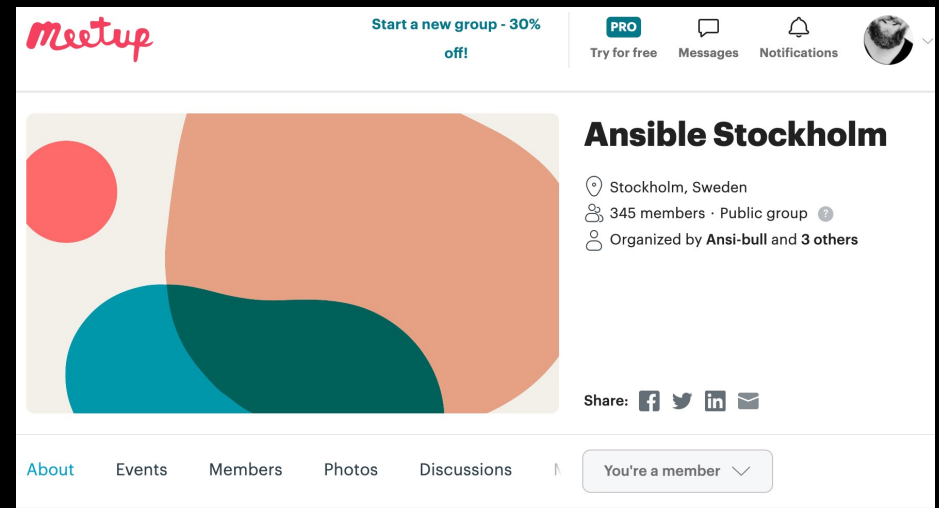 Meetup
Start a new group - 30%
off!
PRO
Try for free
Messages
Notifications
Ansible Stockholm
Stockholm, Sweden
345 members · Public group ?
Organized by Ansi-bull and 3 others
Share:
About
Events
Members
Photos
Discussions
You're a member